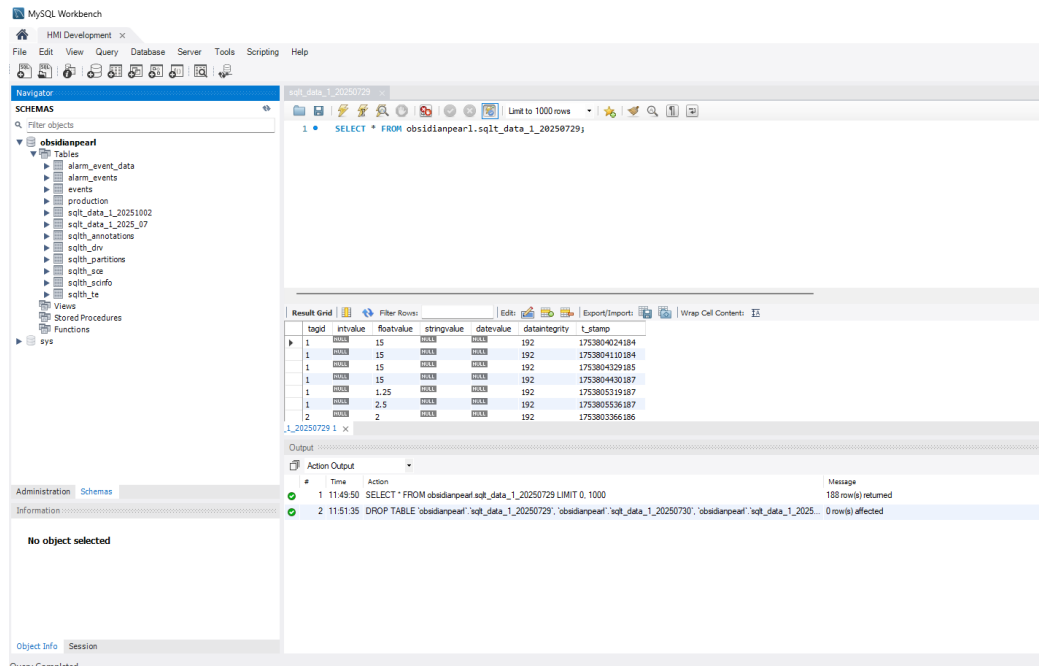 MySQL Workbench
HMI Development ×
File Edit View Query Database Server Tools Scripting Help
Navigator
SCHEMAS
Filter objects
obsidianpearl
Tables
alarm_event_data
alarm_events
events
production
sqlt_data_1_20251002
sqlt_data_1_2025_07
sqlth_annotations
sqlth_drv
sqlth_partitions
sqlth_sce
sqlth_scinfo
sqlth_te
Views
Stored Procedures
Functions
sys
Administration Schemas
Information
No object selected
Object Info Session
Query Completed
sqlt_data_1_20250729 ×
Limit to 1000 rows
1 SELECT * FROM obsidianpearl.sqlt_data_1_20250729;
Result Grid Filter Rows: Edit: Export/Import: Wrap Cell Content:
tagid intvalue floatvalue stringvalue datevalue dataintegrity t_stamp
1 NULL 15 NULL NULL 192 1753804024184
1 NULL 15 NULL NULL 192 1753804110184
1 NULL 15 NULL NULL 192 1753804329185
1 NULL 15 NULL NULL 192 1753804430187
1 NULL 1.25 NULL NULL 192 1753805319187
1 NULL 2.5 NULL NULL 192 1753805536187
2 NULL 2 NULL NULL 192 1753803366186
_1_20250729 1 ×
Output
Action Output
# Time Action Message
1 11:49:50 SELECT * FROM obsidianpearl.sqlt_data_1_20250729 LIMIT 0, 1000 188 row(s) returned
2 11:51:35 DROP TABLE `obsidianpearl`.`sqlt_data_1_20250729`, `obsidianpearl`.`sqlt_data_1_20250730`, `obsidianpearl`.`sqlt_data_1_2025... 0 row(s) affected